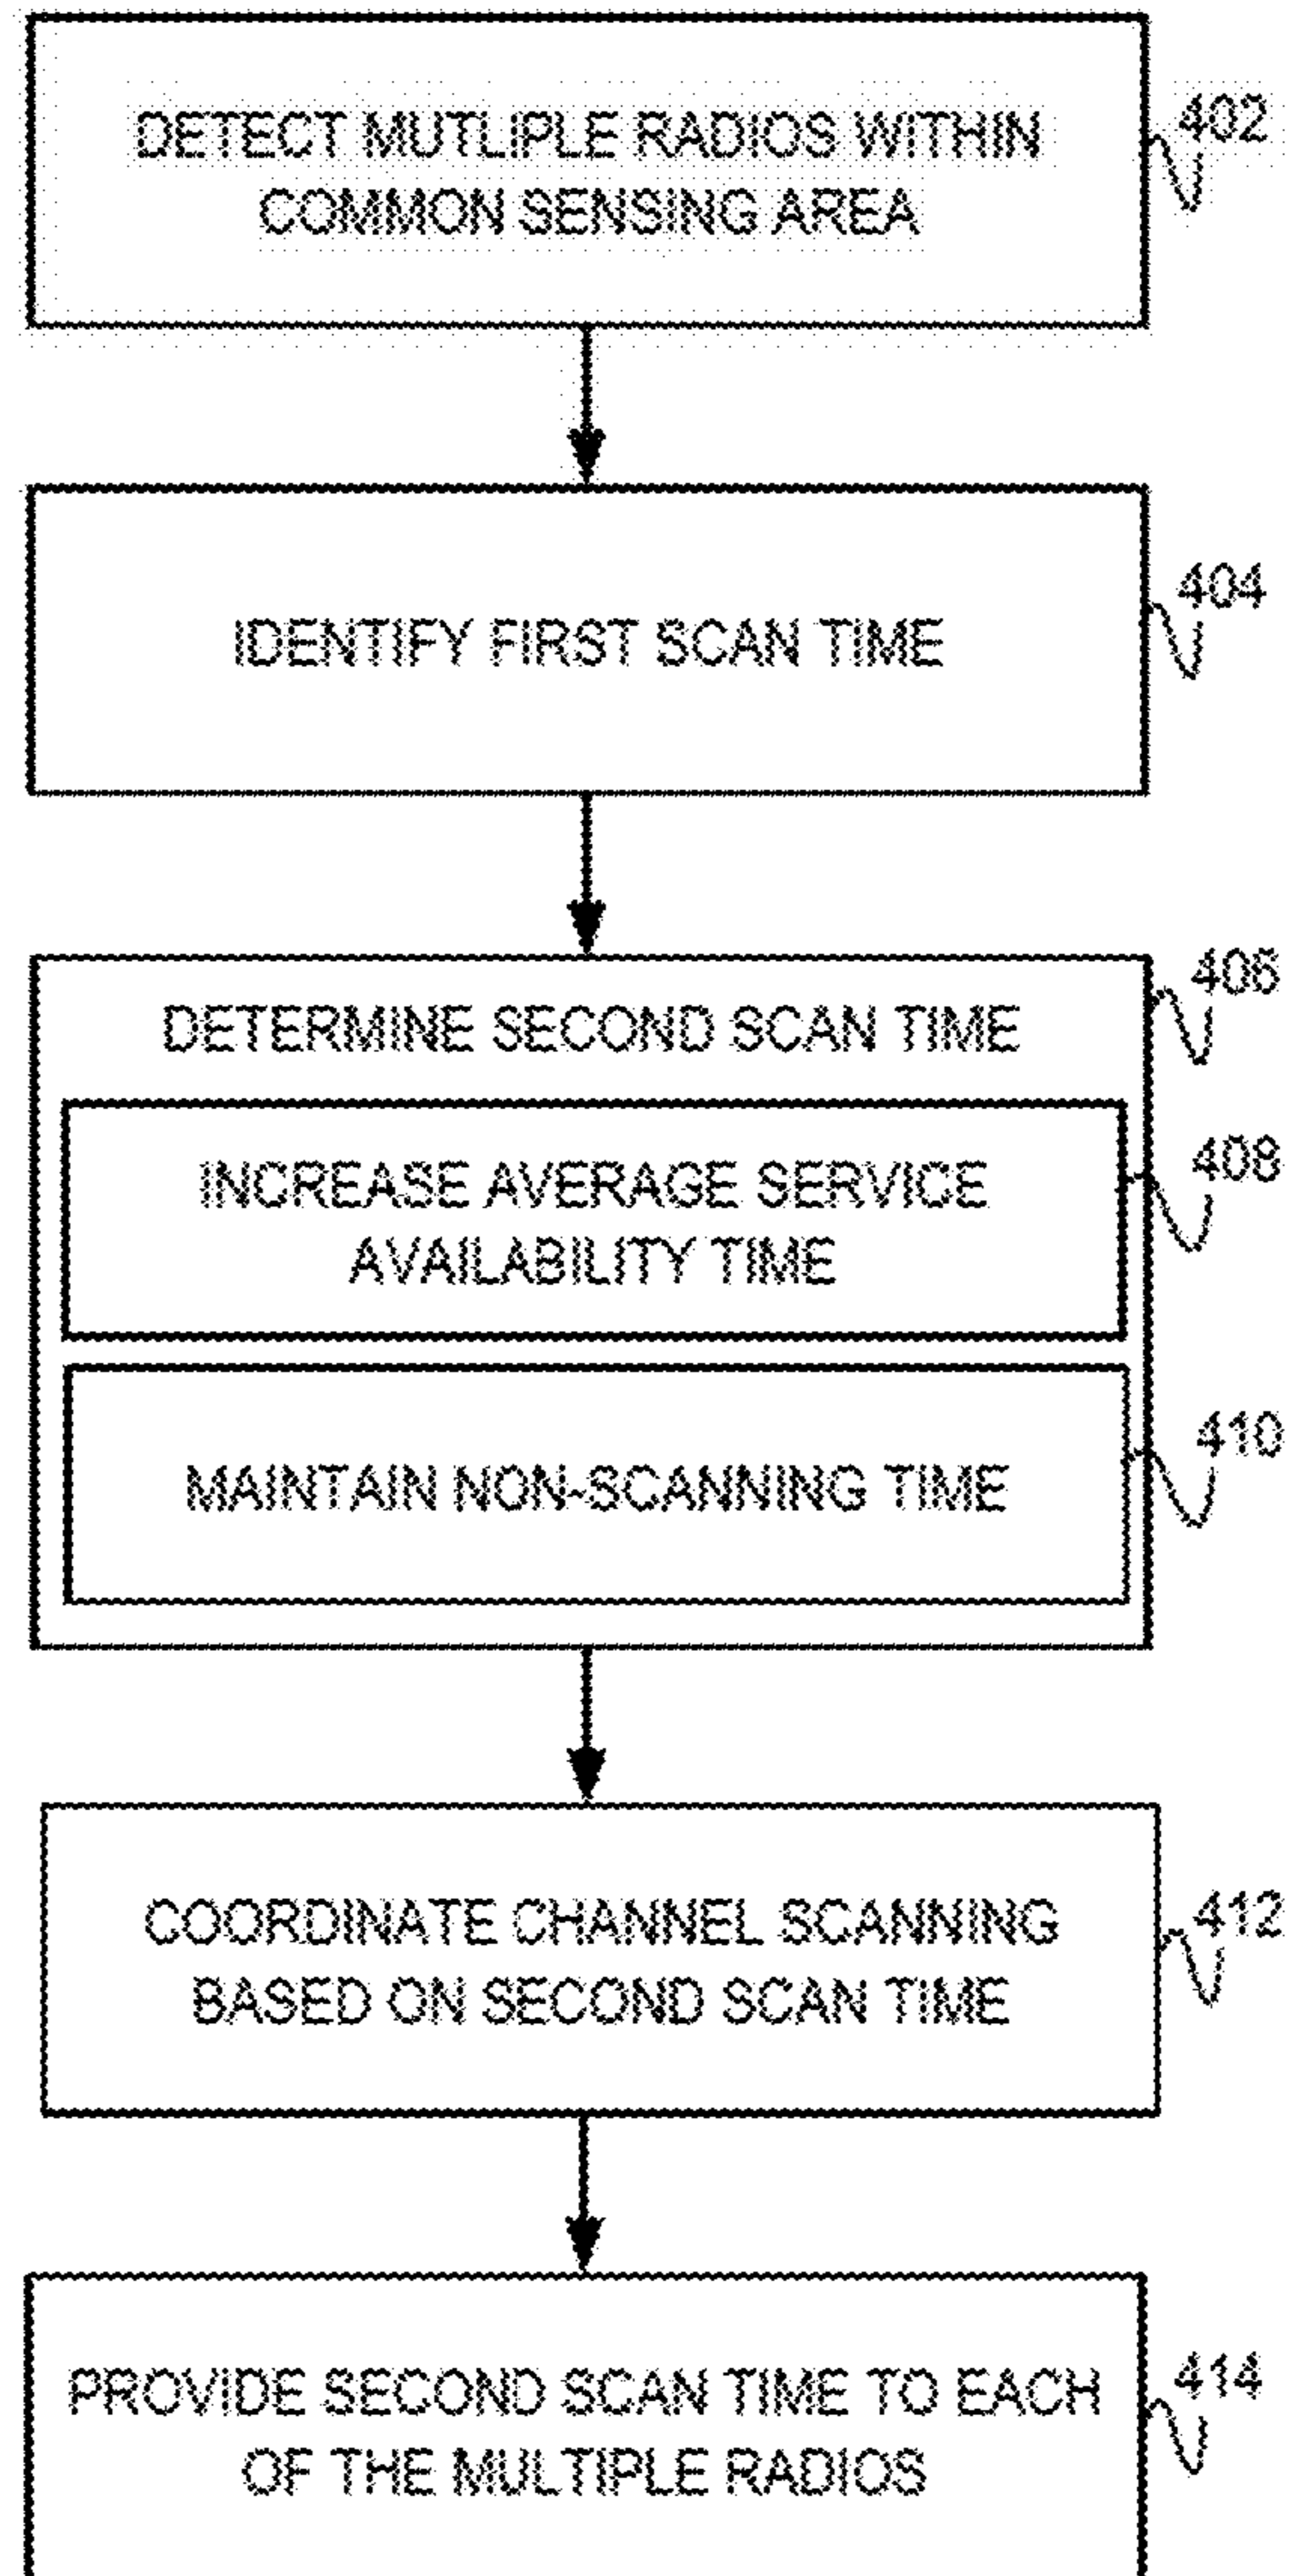 DETECT MUTLIPLE RADIOS WITHIN
COMMON SENSING AREA
402
IDENTIFY FIRST SCAN TIME
404
DETERMINE SECOND SCAN TIME
406
INCREASE AVERAGE SERVICE
AVAILABILITY TIME
408
MAINTAIN NON-SCANNING TIME
410
COORDINATE CHANNEL SCANNING
BASED ON SECOND SCAN TIME
412
PROVIDE SECOND SCAN TIME TO EACH
OF THE MULTIPLE RADIOS
414